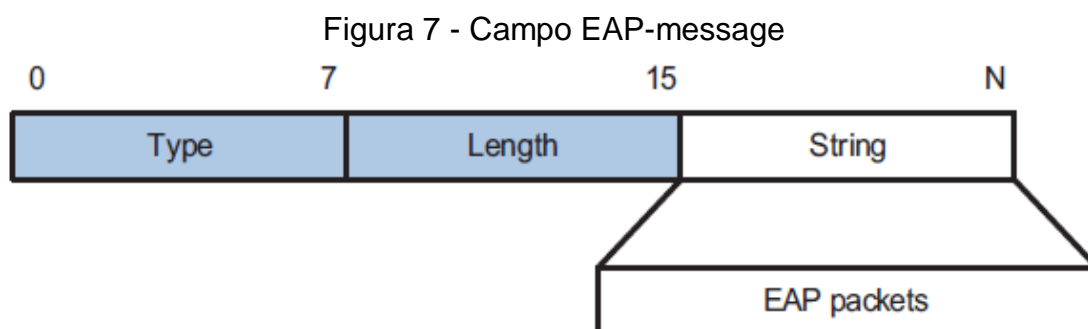 Figura 7 - Campo EAP-message
0 7 15 N
Type Length String
EAP packets